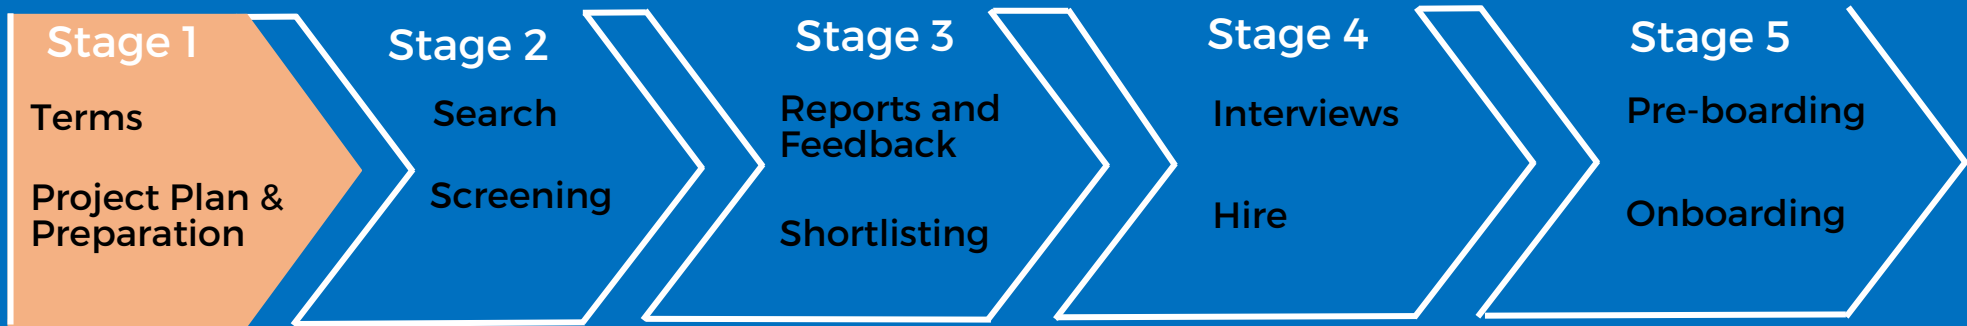 Stage 1
Terms
Project Plan &
Preparation
Stage 2
Search
Screening
Stage 3
Reports and
Feedback
Shortlisting
Stage 4
Interviews
Hire
Stage 5
Pre-boarding
Onboarding